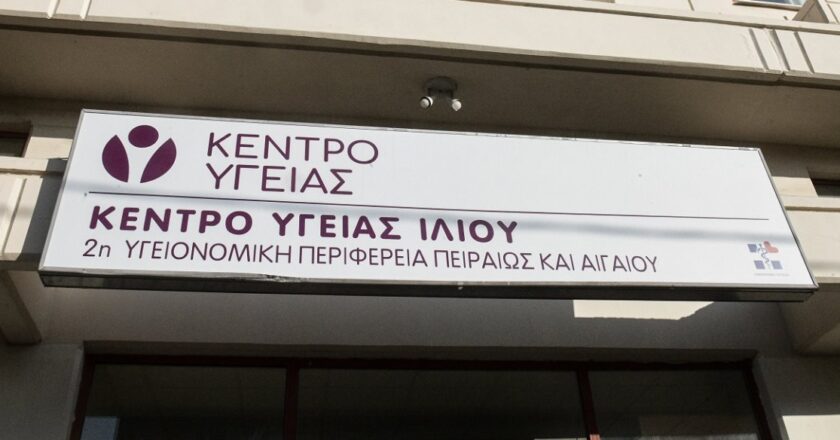 ΚΕΝΤΡΟ
ΥΓΕΙΑΣ
ΚΕΝΤΡΟ ΥΓΕΙΑΣ ΙΛΙΟΥ
2η ΥΓΕΙΟΝΟΜΙΚΗ ΠΕΡΙΦΕΡΕΙΑ ΠΕΙΡΑΙΩΣ ΚΑΙ ΑΙΓΑΙΟΥ